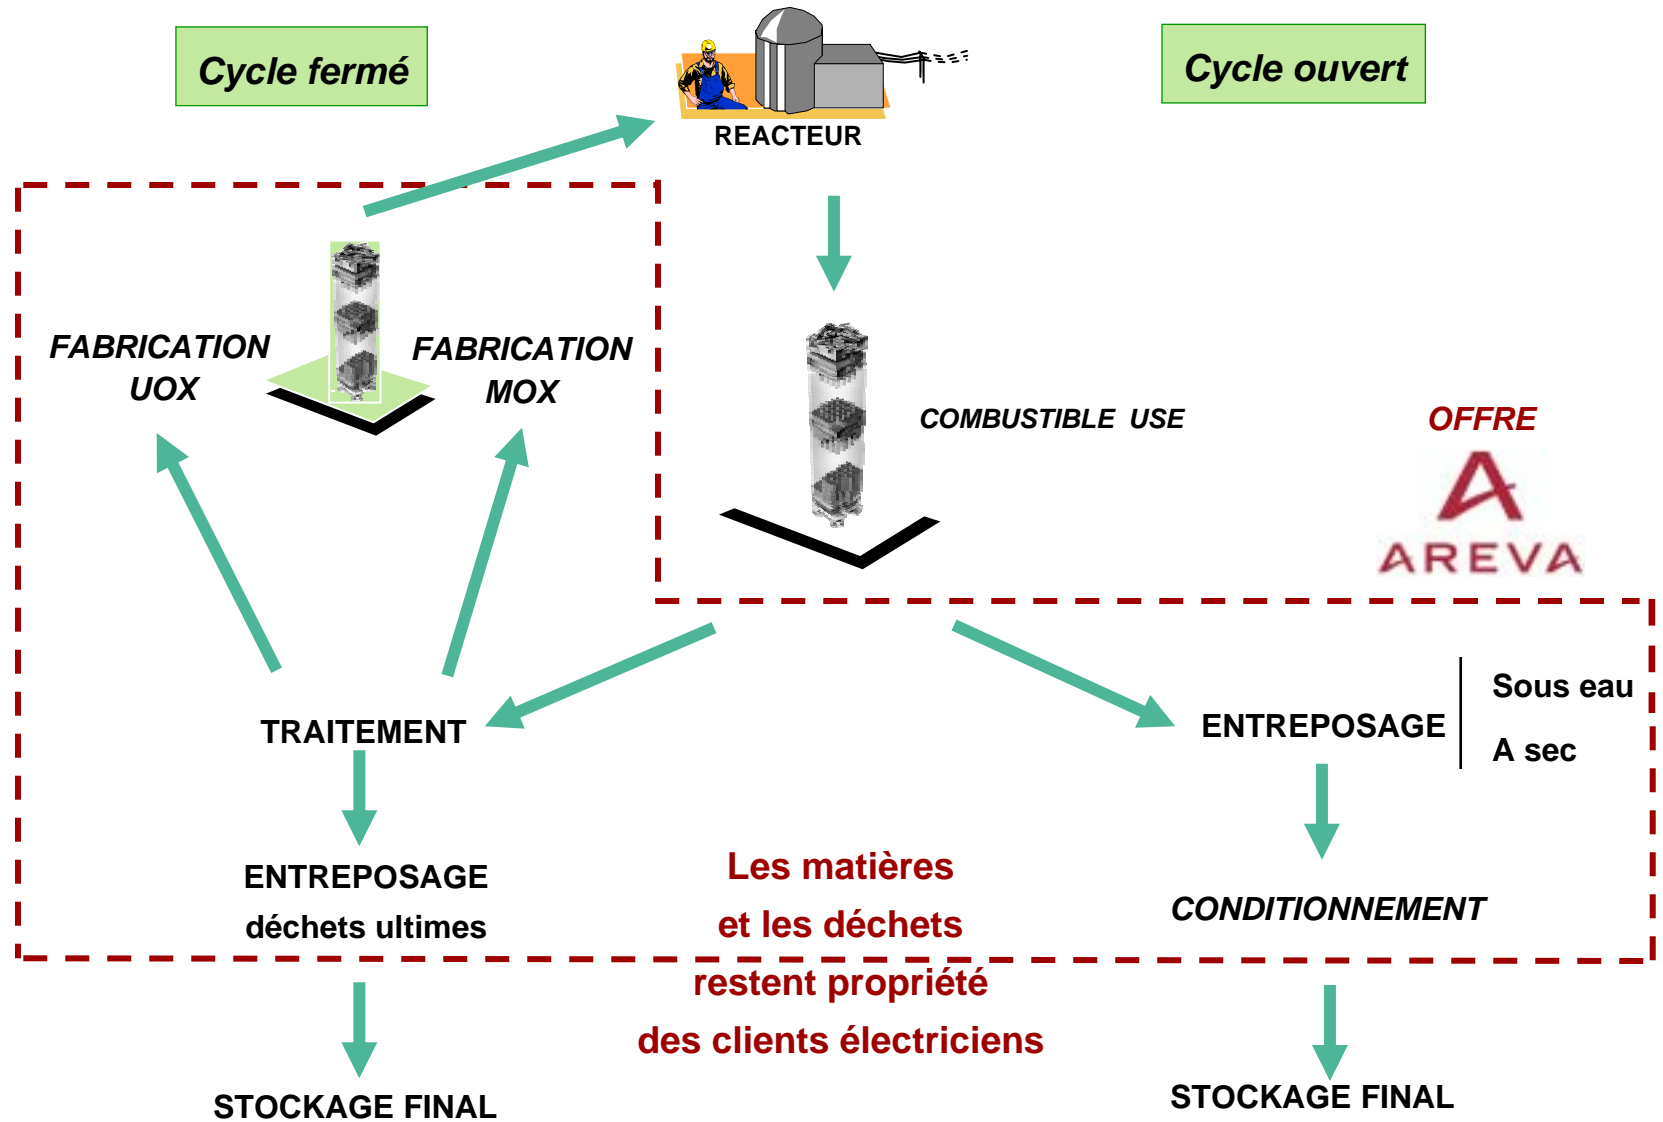 Cycle fermé
Cycle ouvert
REACTEUR
FABRICATION
UOX
FABRICATION
MOX
COMBUSTIBLE USE
OFFRE
AREVA
TRAITEMENT
ENTREPOSAGE
Sous eau
A sec
ENTREPOSAGE
déchets ultimes
Les matières
et les déchets
restent propriété
des clients électriciens
CONDITIONNEMENT
STOCKAGE FINAL
STOCKAGE FINAL